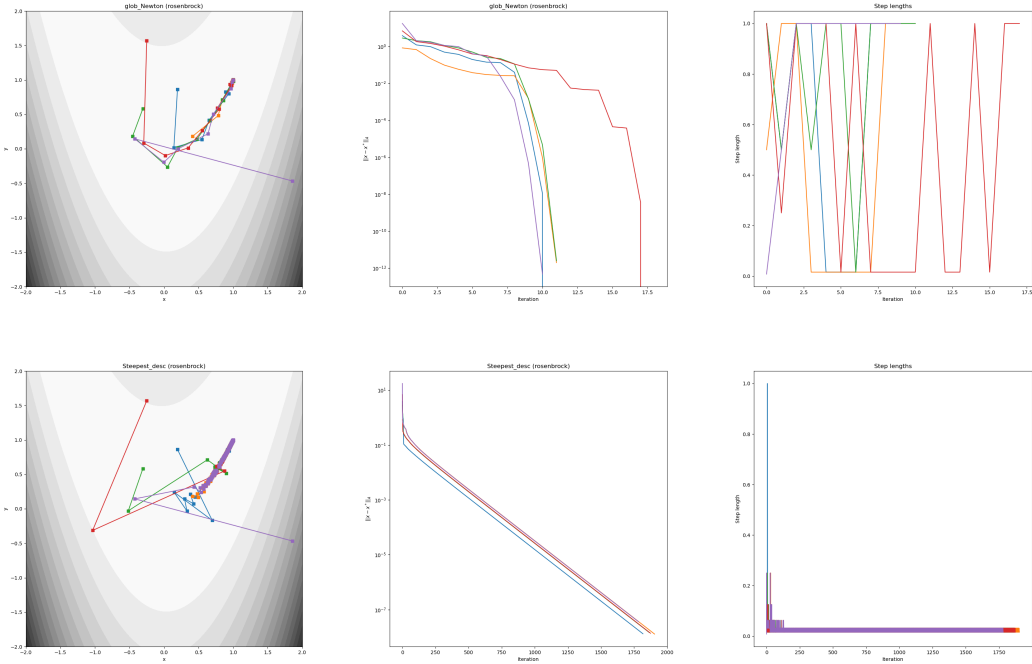 glob_Newton (rosenbrock)
2.0
1.5
1.0
0.5
0.0
−0.5
−1.0
−1.5
−2.0
y
−2.0 −1.5 −1.0 −0.5 0.0 0.5 1.0 1.5 2.0
x
glob_Newton (rosenbrock)
10⁰
10⁻²
10⁻⁴
10⁻⁶
10⁻⁸
10⁻¹⁰
10⁻¹²
0.0 2.5 5.0 7.5 10.0 12.5 15.0 17.5
Iteration
Step lengths
1.0
0.8
0.6
0.4
0.2
0.0
Step length
0.0 2.5 5.0 7.5 10.0 12.5 15.0 17.5
Iteration
Steepest_desc (rosenbrock)
2.0
1.5
1.0
0.5
0.0
−0.5
−1.0
−1.5
−2.0
y
−2.0 −1.5 −1.0 −0.5 0.0 0.5 1.0 1.5 2.0
x
Steepest_desc (rosenbrock)
10¹
10⁻¹
10⁻³
10⁻⁵
10⁻⁷
0 250 500 750 1000 1250 1500 1750 2000
Iteration
Step lengths
1.0
0.8
0.6
0.4
0.2
0.0
Step length
0 250 500 750 1000 1250 1500 1750
Iteration